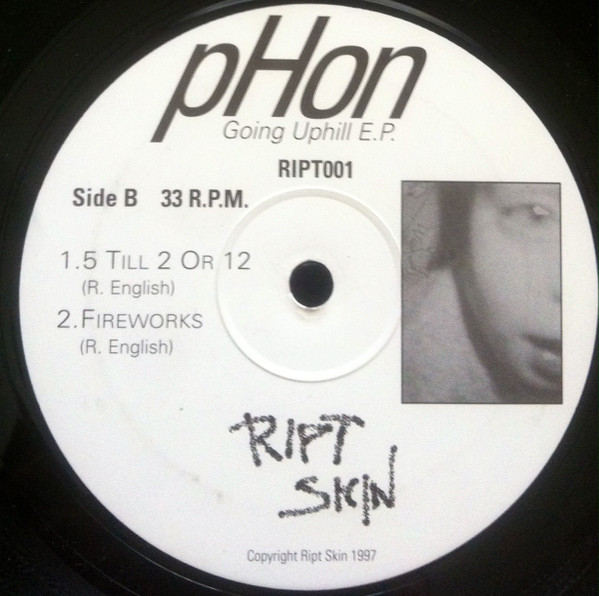 pHon
Going Uphill E.P.
RIPT001
Side B 33 R.P.M.
1.5 Till 2 Or 12
(R. English)
2.Fireworks
(R. English)
RIPT
SKIN
Copyright Ript Skin 1997